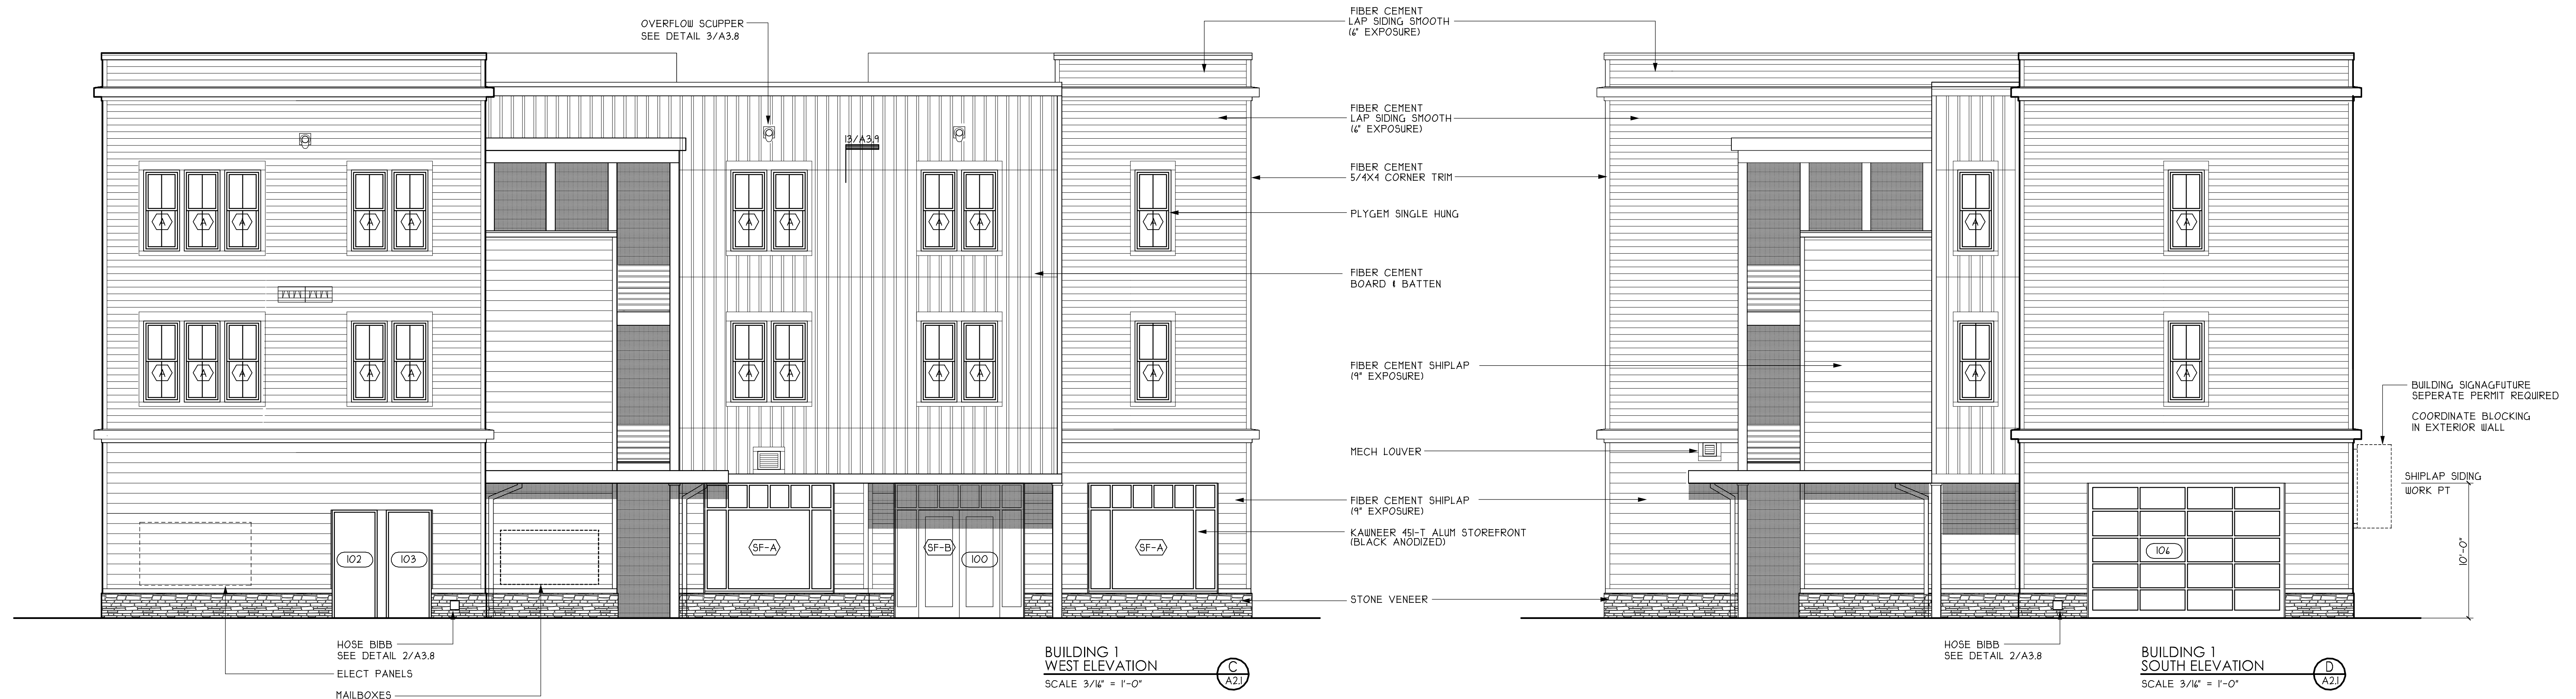 OVERFLOW SCUPPER
SEE DETAIL 3/A3.8
FIBER CEMENT
LAP SIDING SMOOTH
(6" EXPOSURE)
FIBER CEMENT
LAP SIDING SMOOTH
(6" EXPOSURE)
3/A3.9
FIBER CEMENT
5/4X4 CORNER TRIM
PLYGEM SINGLE HUNG
A A A A A A A A A A
A A A
FIBER CEMENT
BOARD & BATTEN
A A A A A A A A A A
A A
FIBER CEMENT SHIPLAP
(9" EXPOSURE)
BUILDING SIGNAGFUTURE
SEPERATE PERMIT REQUIRED
COORDINATE BLOCKING
IN EXTERIOR WALL
MECH LOUVER
SHIPLAP SIDING
WORK PT
FIBER CEMENT SHIPLAP
(9" EXPOSURE)
KAWNEER 451-T ALUM STOREFRONT
(BLACK ANODIZED)
102
103
SF-A
SF-B
100
SF-A
106
10'-0"
STONE VENEER
HOSE BIBB
SEE DETAIL 2/A3.8
ELECT PANELS
MAILBOXES
BUILDING 1
WEST ELEVATION
SCALE 3/16" = 1'-0"
C
A2.1
HOSE BIBB
SEE DETAIL 2/A3.8
BUILDING 1
SOUTH ELEVATION
SCALE 3/16" = 1'-0"
D
A2.1